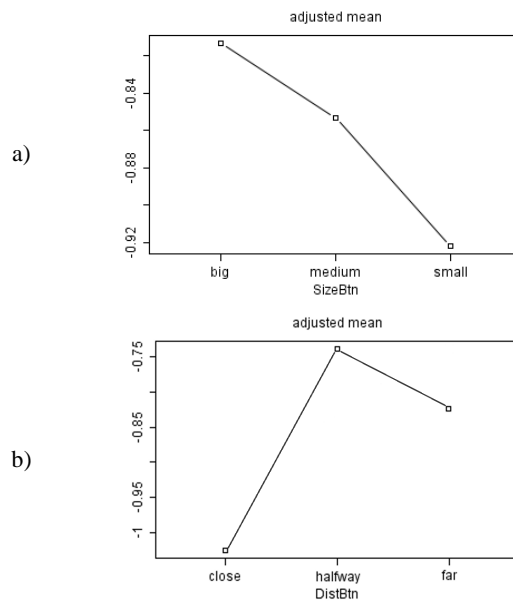 a)
adjusted mean
-0.84
-0.88
-0.92
big medium small
SizeBtn
b)
adjusted mean
-0.75
-0.85
-0.95
-1
close halfway far
DistBtn